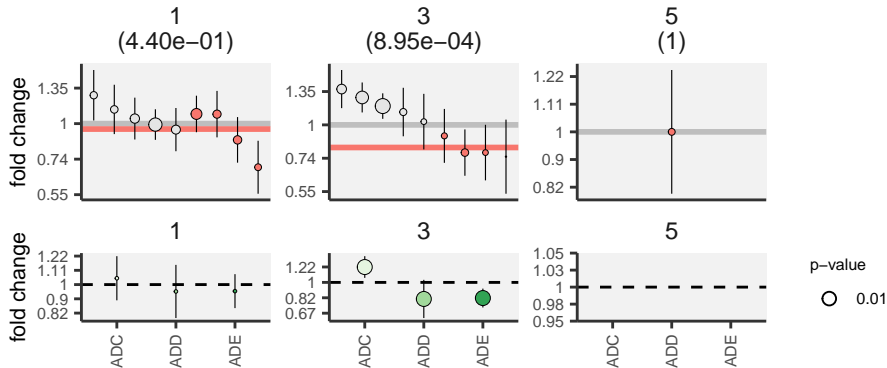 1
(4.40e−01)
3
(8.95e−04)
5
(1)
fold change
1.35
1
0.74
0.55
1.35
1
0.74
0.55
1.22
1.11
1
0.9
0.82
1
3
5
fold change
1.22
1.11
1
0.9
0.82
1.22
1
0.82
0.67
1.05
1.03
1
0.98
0.95
ADC
ADD
ADE
ADC
ADD
ADE
ADC
ADD
ADE
p−value
0.01